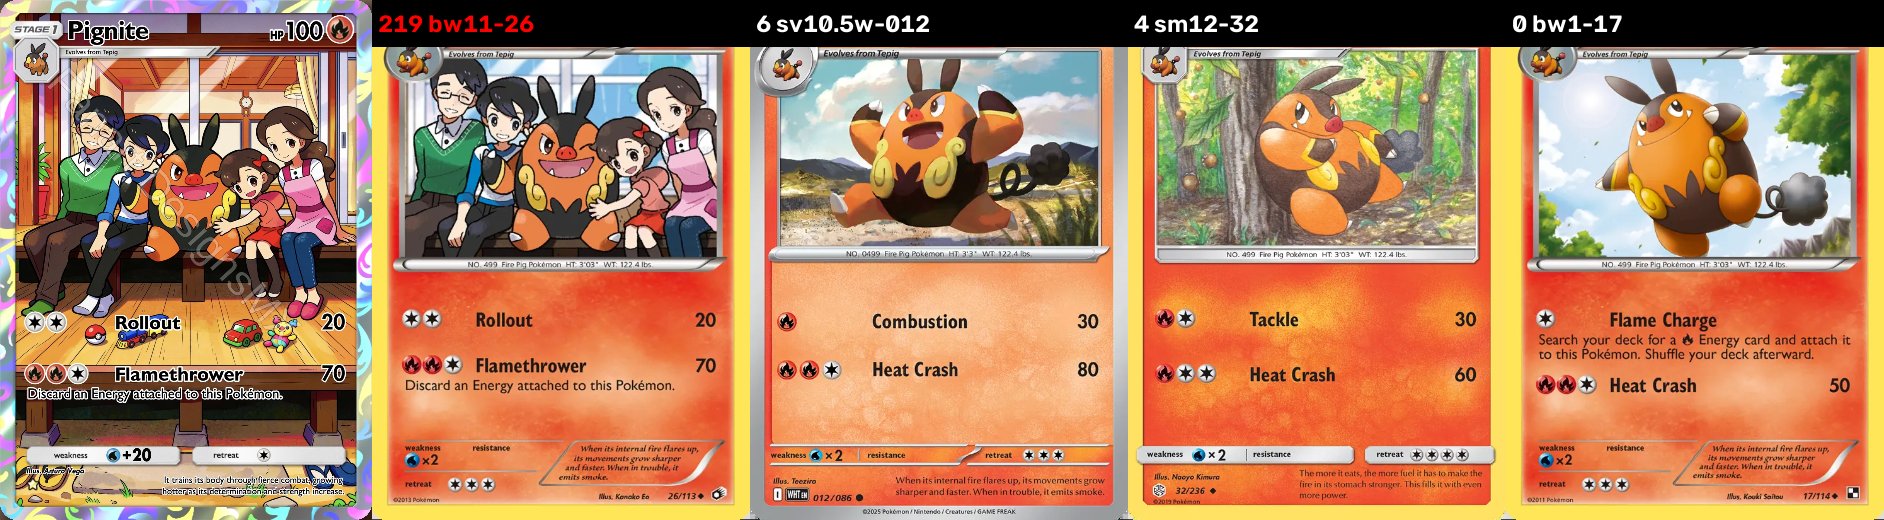 STAGE 1
Pignite
HP 100
Evolves from Tepig
Rollout
20
Flamethrower
70
Discard an Energy attached to this Pokémon.
weakness
+20
retreat
Illus. Arturo Vega
It trains its body through fierce combat, growing
hotter as its determination and strength increase.
219 bw11-26
Evolves from Tepig
NO. 499 Fire Pig Pokémon HT: 3'03" WT: 122.4 lbs.
Rollout
20
Flamethrower
70
Discard an Energy attached to this Pokémon.
weakness
×2
resistance
retreat
When its internal fire flares up,
its movements grow sharper
and faster. When in trouble, it
emits smoke.
©2013 Pokémon
Illus. Kanako Eo
26/113
6 sv10.5w-012
Evolves from Tepig
NO. 0499 Fire Pig Pokémon HT: 3'3" WT: 122.4 lbs.
Combustion
30
Heat Crash
80
weakness
×2
resistance
retreat
Illus. Teezira
I
WHT EN
012/086
When its internal fire flares up, its movements grow
sharper and faster. When in trouble, it emits smoke.
©2025 Pokémon / Nintendo / Creatures / GAME FREAK
4 sm12-32
Evolves from Tepig
NO. 499 Fire Pig Pokémon HT: 3'03" WT: 122.4 lbs.
Tackle
30
Heat Crash
60
weakness
×2
resistance
retreat
Illus. Naoyo Kimura
32/236
©2019 Pokémon
The more it eats, the more fuel it has to make the
fire in its stomach stronger. This fills it with even
more power.
0 bw1-17
Evolves from Tepig
NO. 499 Fire Pig Pokémon HT: 3'03" WT: 122.4 lbs.
Flame Charge
Search your deck for a Energy card and attach it
to this Pokémon. Shuffle your deck afterward.
Heat Crash
50
weakness
×2
resistance
retreat
When its internal fire flares up,
its movements grow sharper
and faster. When in trouble, it
emits smoke.
©2011 Pokémon
Illus. Kouki Saitou
17/114